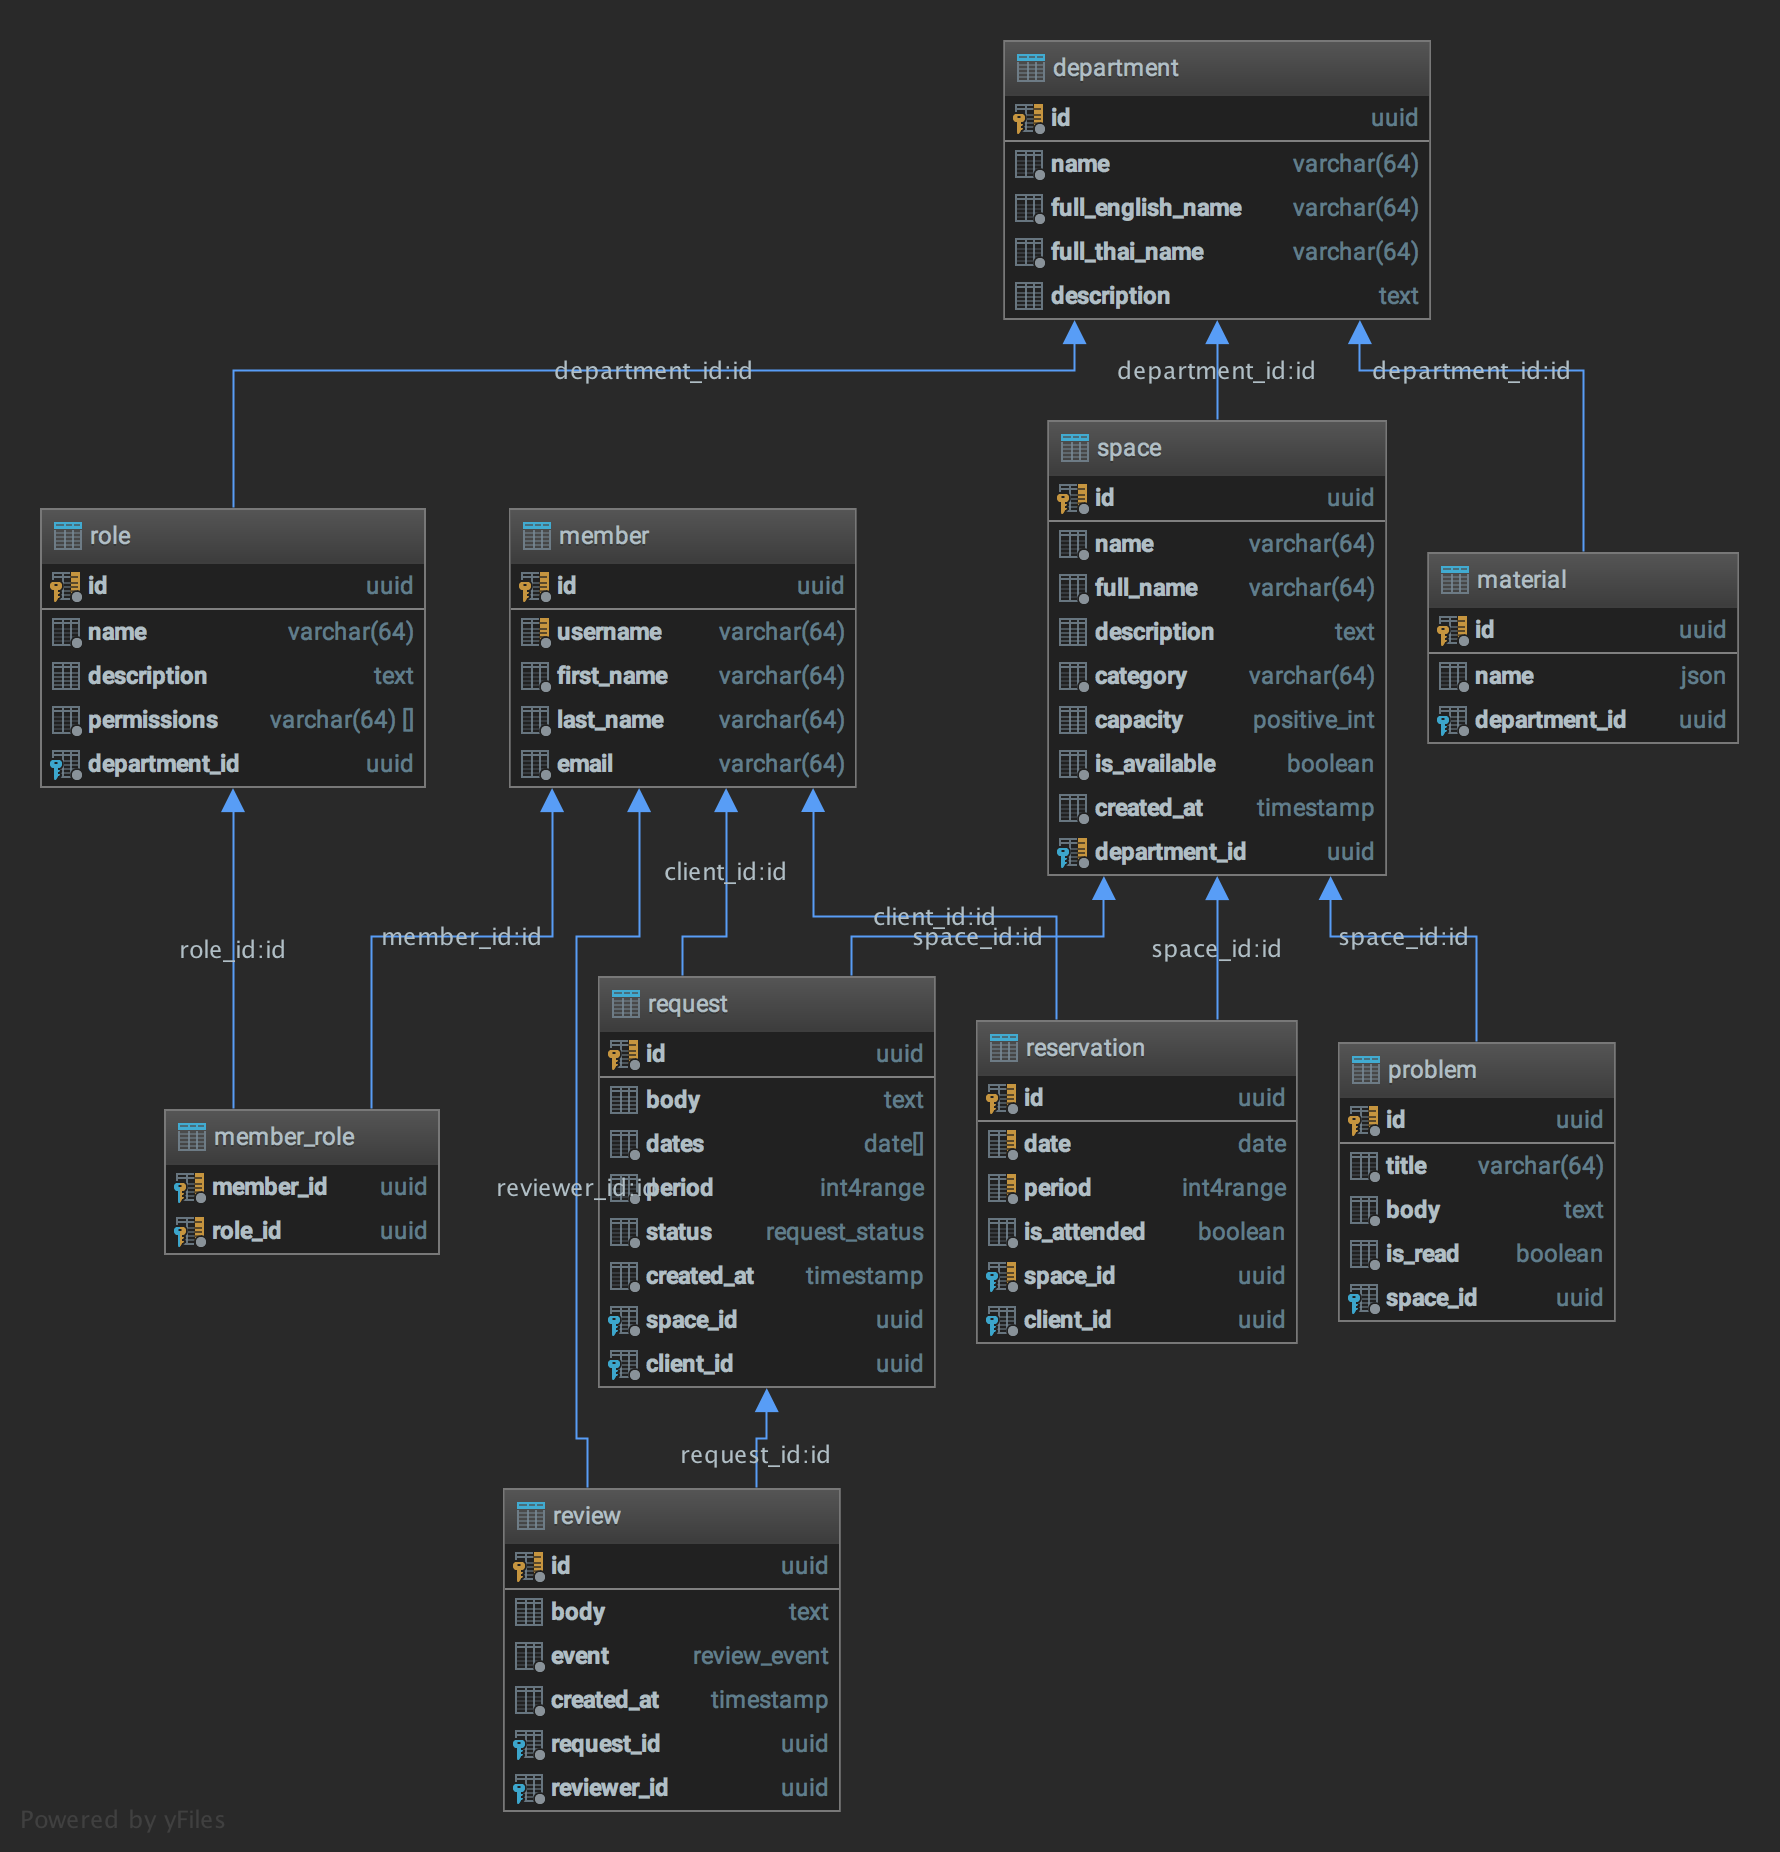 department
id uuid
name varchar(64)
full_english_name varchar(64)
full_thai_name varchar(64)
description text
department_id:id
department_id:id
department_id:id
space
id uuid
name varchar(64)
full_name varchar(64)
description text
category varchar(64)
capacity positive_int
is_available boolean
created_at timestamp
department_id uuid
role
id uuid
name varchar(64)
description text
permissions varchar(64) []
department_id uuid
member
id uuid
username varchar(64)
first_name varchar(64)
last_name varchar(64)
email varchar(64)
material
id uuid
name json
department_id uuid
client_id:id
client_id:id
role_id:id
member_id:id
space_id:id
space_id:id
space_id:id
request
id uuid
body text
dates date[]
period int4range
status request_status
created_at timestamp
space_id uuid
client_id uuid
reservation
id uuid
date date
period int4range
is_attended boolean
space_id uuid
client_id uuid
problem
id uuid
title varchar(64)
body text
is_read boolean
space_id uuid
member_role
member_id uuid
role_id uuid
reviewer_id:id
request_id:id
review
id uuid
body text
event review_event
created_at timestamp
request_id uuid
reviewer_id uuid
Powered by yFiles